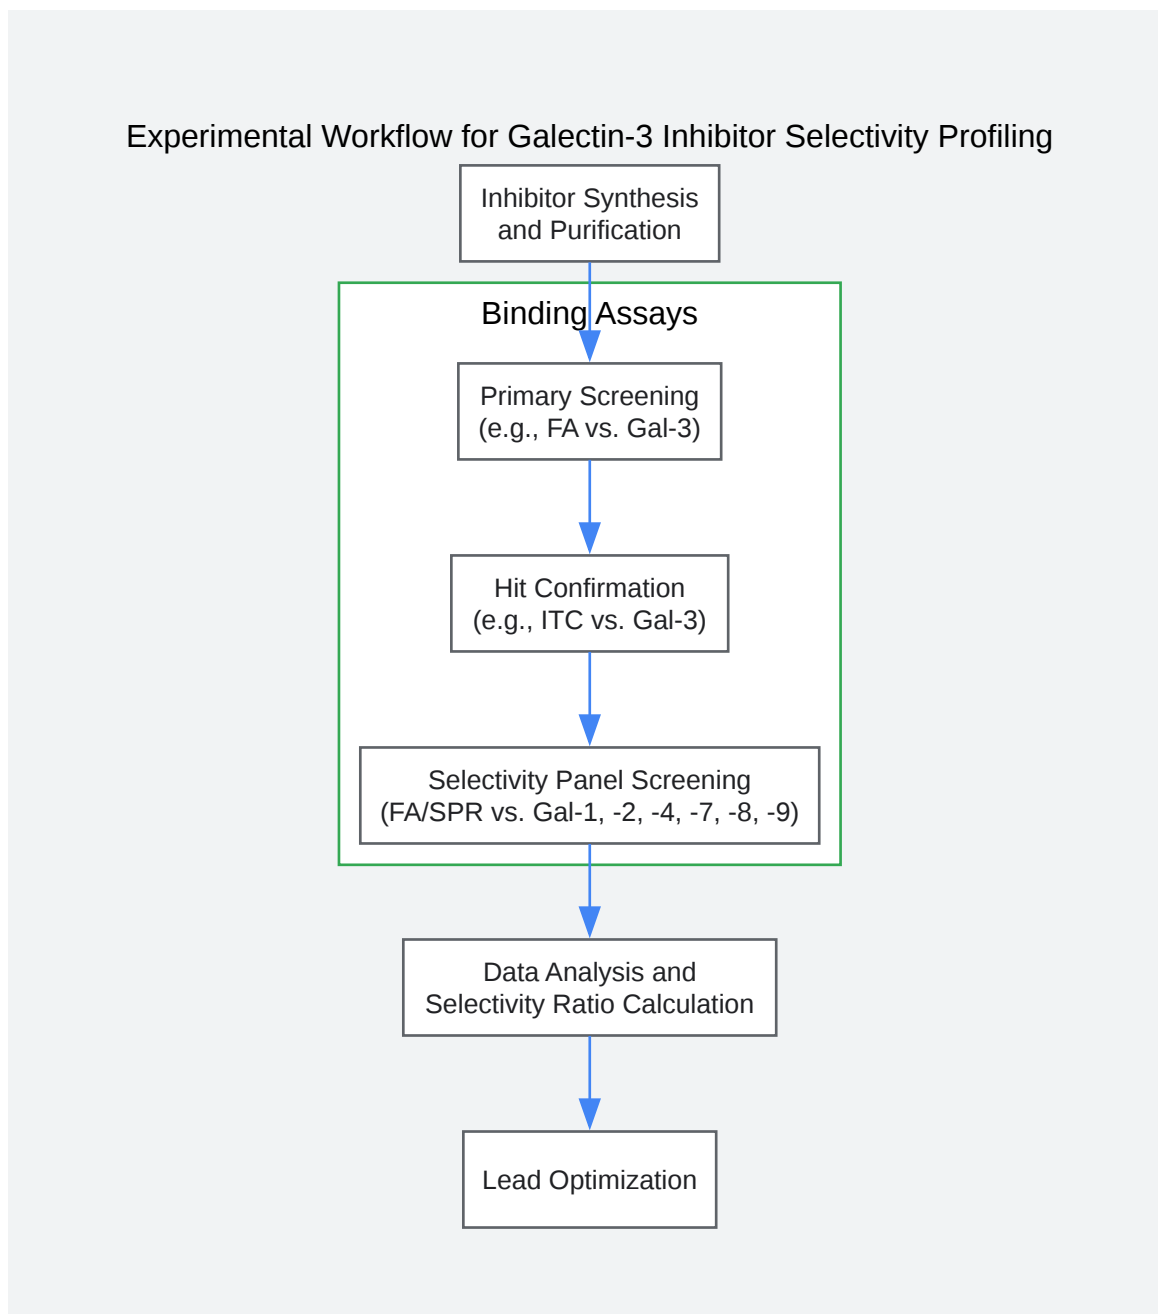 Experimental Workflow for Galectin-3 Inhibitor Selectivity Profiling
Inhibitor Synthesis
and Purification
Binding Assays
Primary Screening
(e.g., FA vs. Gal-3)
Hit Confirmation
(e.g., ITC vs. Gal-3)
Selectivity Panel Screening
(FA/SPR vs. Gal-1, -2, -4, -7, -8, -9)
Data Analysis and
Selectivity Ratio Calculation
Lead Optimization